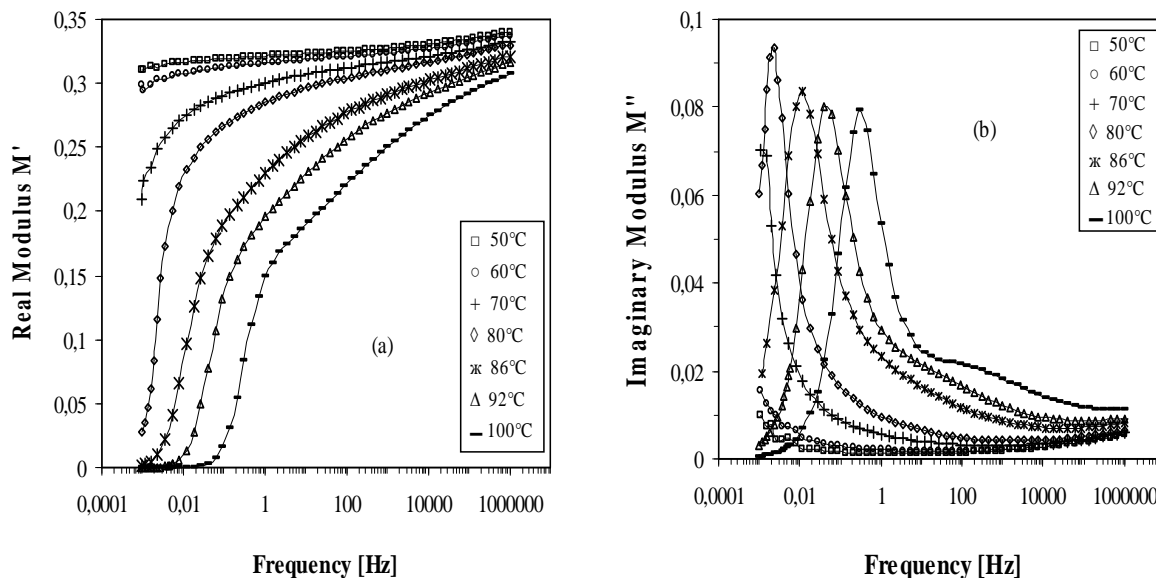 0,35
0,3
0,25
0,2
0,15
0,1
0,05
0
Real Modulus M'
(a)
50°C
60°C
70°C
80°C
86°C
92°C
100°C
0,0001 0,01 1 100 10000 1000000
Frequency [Hz]
0,1
0,08
0,06
0,04
0,02
0
Imaginary Modulus M"
(b)
50°C
60°C
70°C
80°C
86°C
92°C
100°C
0,0001 0,01 1 100 10000 1000000
Frequency [Hz]